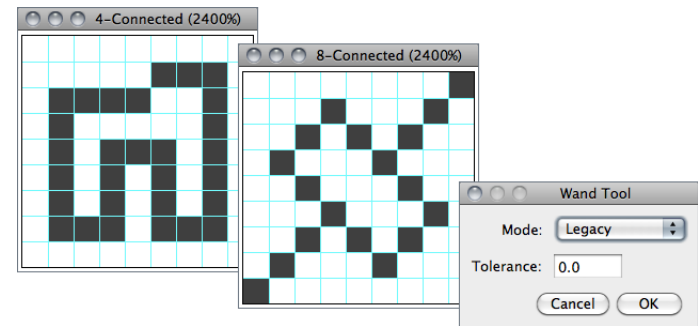 4-Connected (2400%)
8-Connected (2400%)
Wand Tool
Mode: Legacy
Tolerance: 0.0
Cancel OK